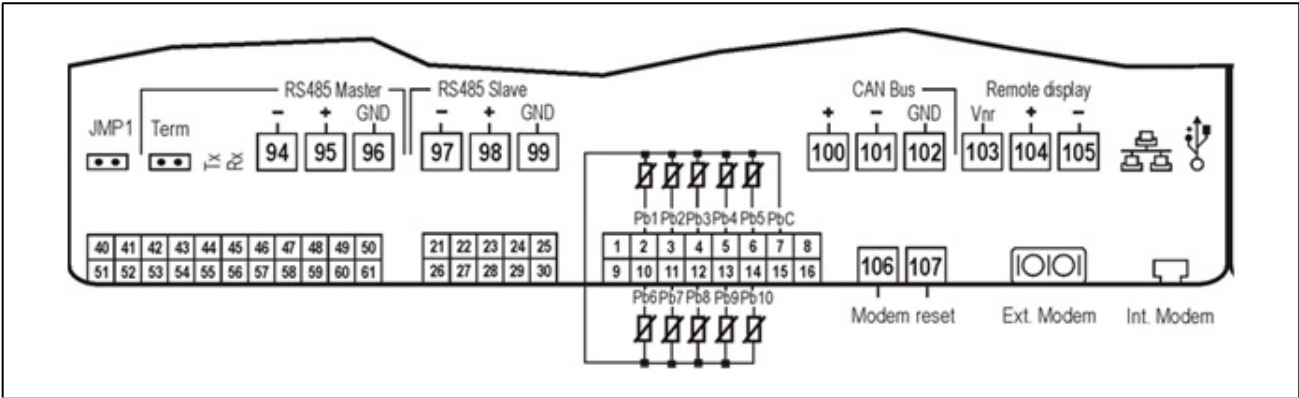 RS485 Master RS485 Slave CAN Bus Remote display
JMP1 Term − + GND − + GND + − GND Vnr + −
Tx Rx 94 95 96 97 98 99 100 101 102 103 104 105
Pb1 Pb2 Pb3 Pb4 Pb5 PbC
40 41 42 43 44 45 46 47 48 49 50 21 22 23 24 25 1 2 3 4 5 6 7 8
51 52 53 54 55 56 57 58 59 60 61 26 27 28 29 30 9 10 11 12 13 14 15 16 106 107
Pb6 Pb7 Pb8 Pb9 Pb10
Modem reset Ext. Modem Int. Modem